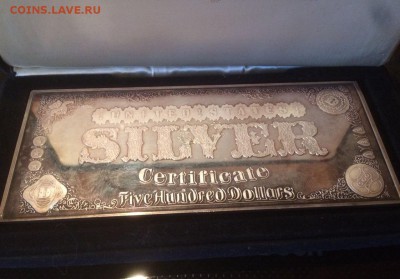 COINS.LAVE.RU
SILVER
Certificate
Five Hundred Dollars